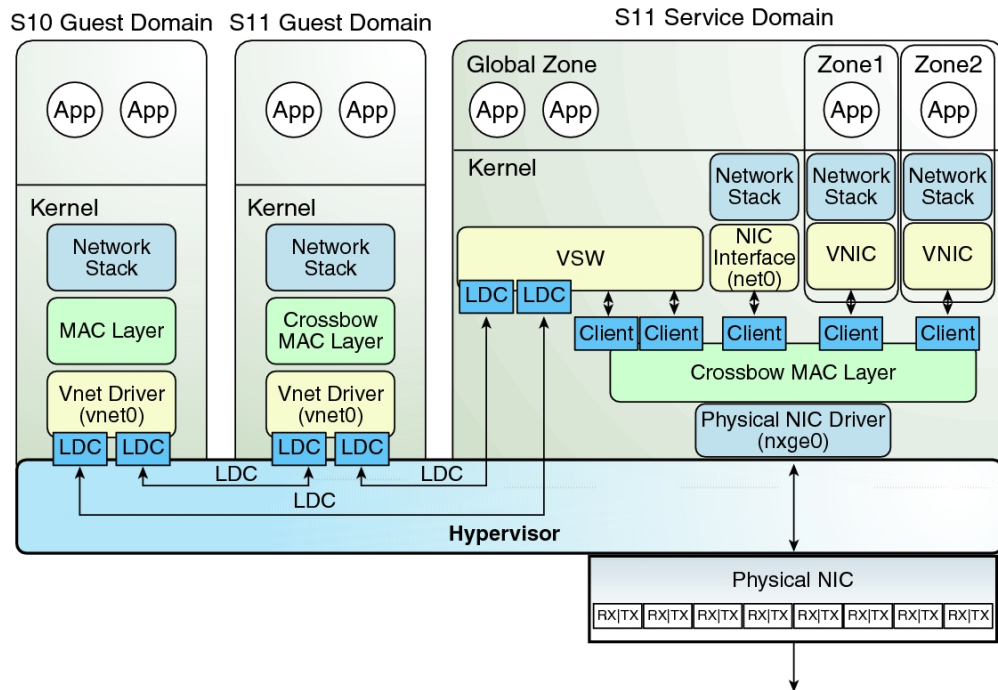 S10 Guest Domain
S11 Guest Domain
S11 Service Domain
App
App
App
App
Global Zone
App
App
Zone1
App
Zone2
App
Kernel
Network
Stack
MAC Layer
Vnet Driver
(vnet0)
LDC
LDC
Kernel
Network
Stack
Crossbow
MAC Layer
Vnet Driver
(vnet0)
LDC
LDC
Kernel
VSW
LDC
LDC
Network
Stack
NIC
Interface
(net0)
Network
Stack
VNIC
Network
Stack
VNIC
Client
Client
Client
Client
Client
Crossbow MAC Layer
Physical NIC Driver
(nxge0)
LDC
LDC
LDC
Hypervisor
Physical NIC
RX|TX RX|TX RX|TX RX|TX RX|TX RX|TX RX|TX RX|TX